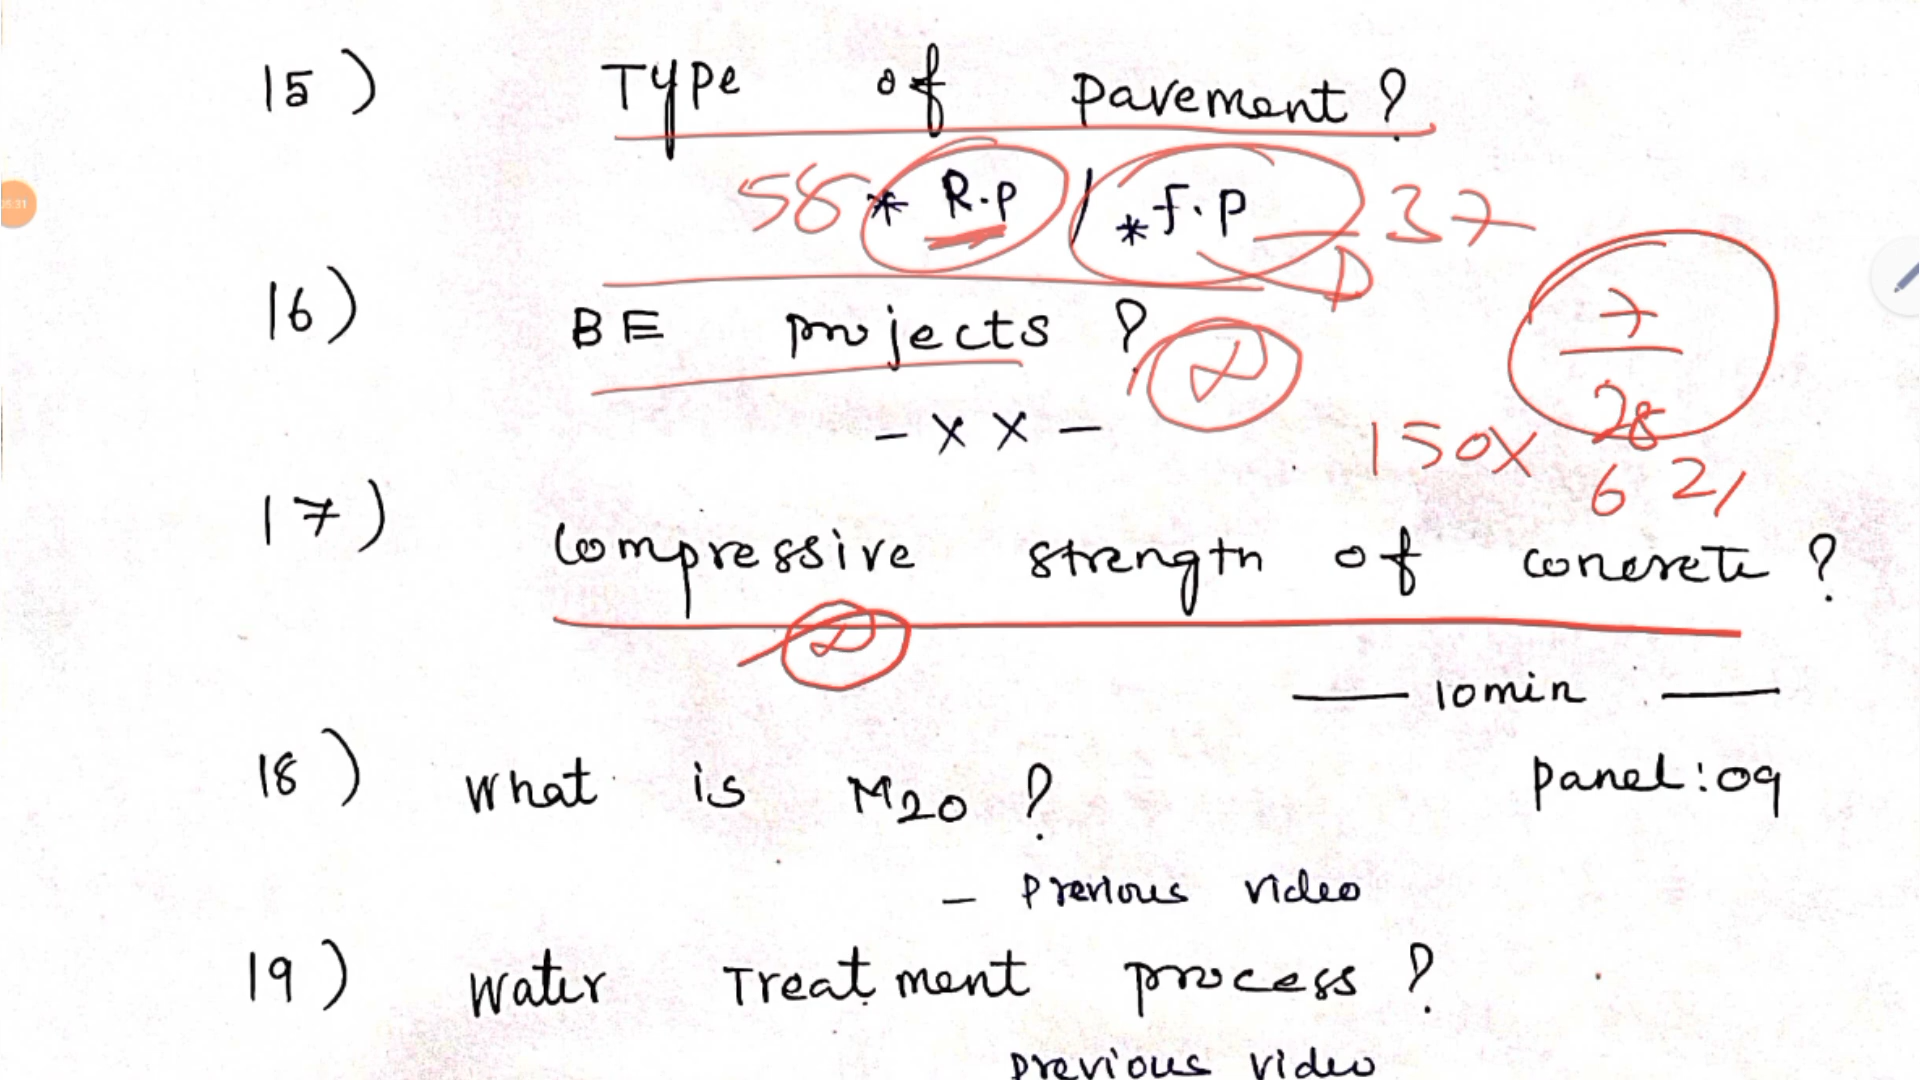 15) Type of pavement?
58 * R.P / * F.P 37
16) BE projects?
7
28
- X X -
150X
6 21
17) Compressive strength of concrete?
10min
18) What is M20? panel:09
- Previous video
19) Water Treatment process?
previous video